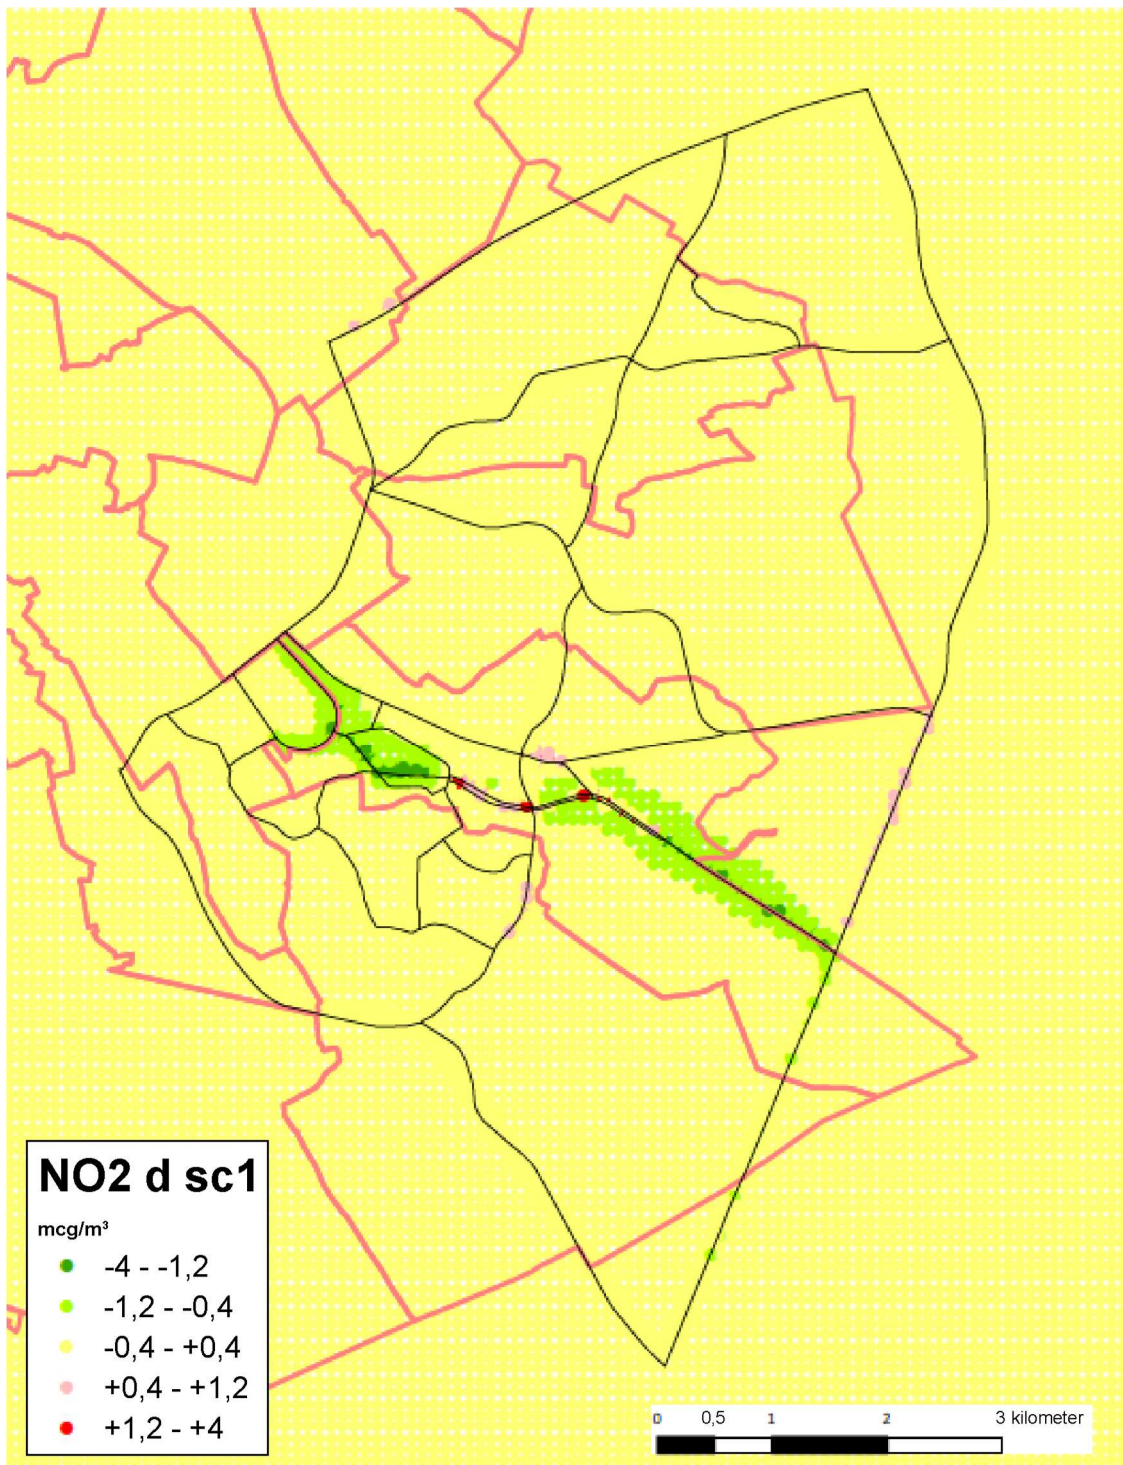 NO2 d sc1
mcg/m³
-4 - -1,2
-1,2 - -0,4
-0,4 - +0,4
+0,4 - +1,2
+1,2 - +4
0 0,5 1 2 3 kilometer